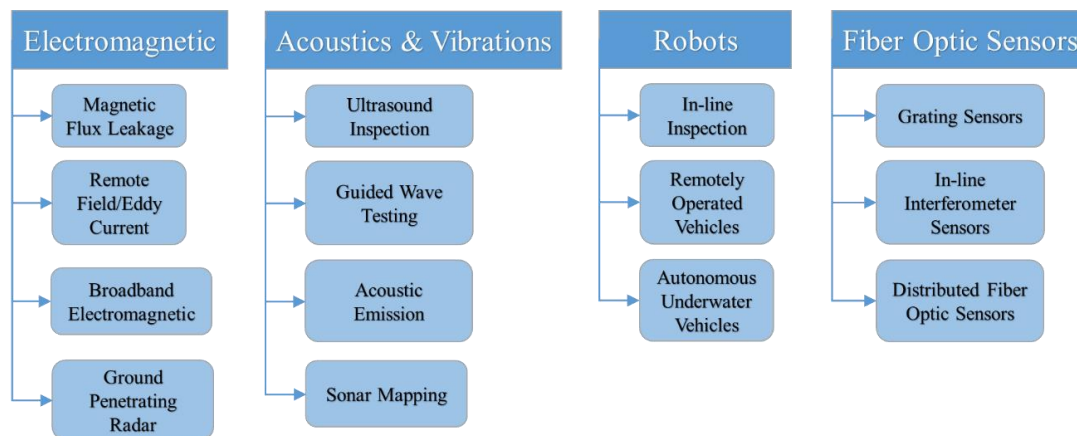 Electromagnetic
Magnetic
Flux Leakage
Remote
Field/Eddy
Current
Broadband
Electromagnetic
Ground
Penetrating
Radar
Acoustics & Vibrations
Ultrasound
Inspection
Guided Wave
Testing
Acoustic
Emission
Sonar Mapping
Robots
In-line
Inspection
Remotely
Operated
Vehicles
Autonomous
Underwater
Vehicles
Fiber Optic Sensors
Grating Sensors
In-line
Interferometer
Sensors
Distributed Fiber
Optic Sensors